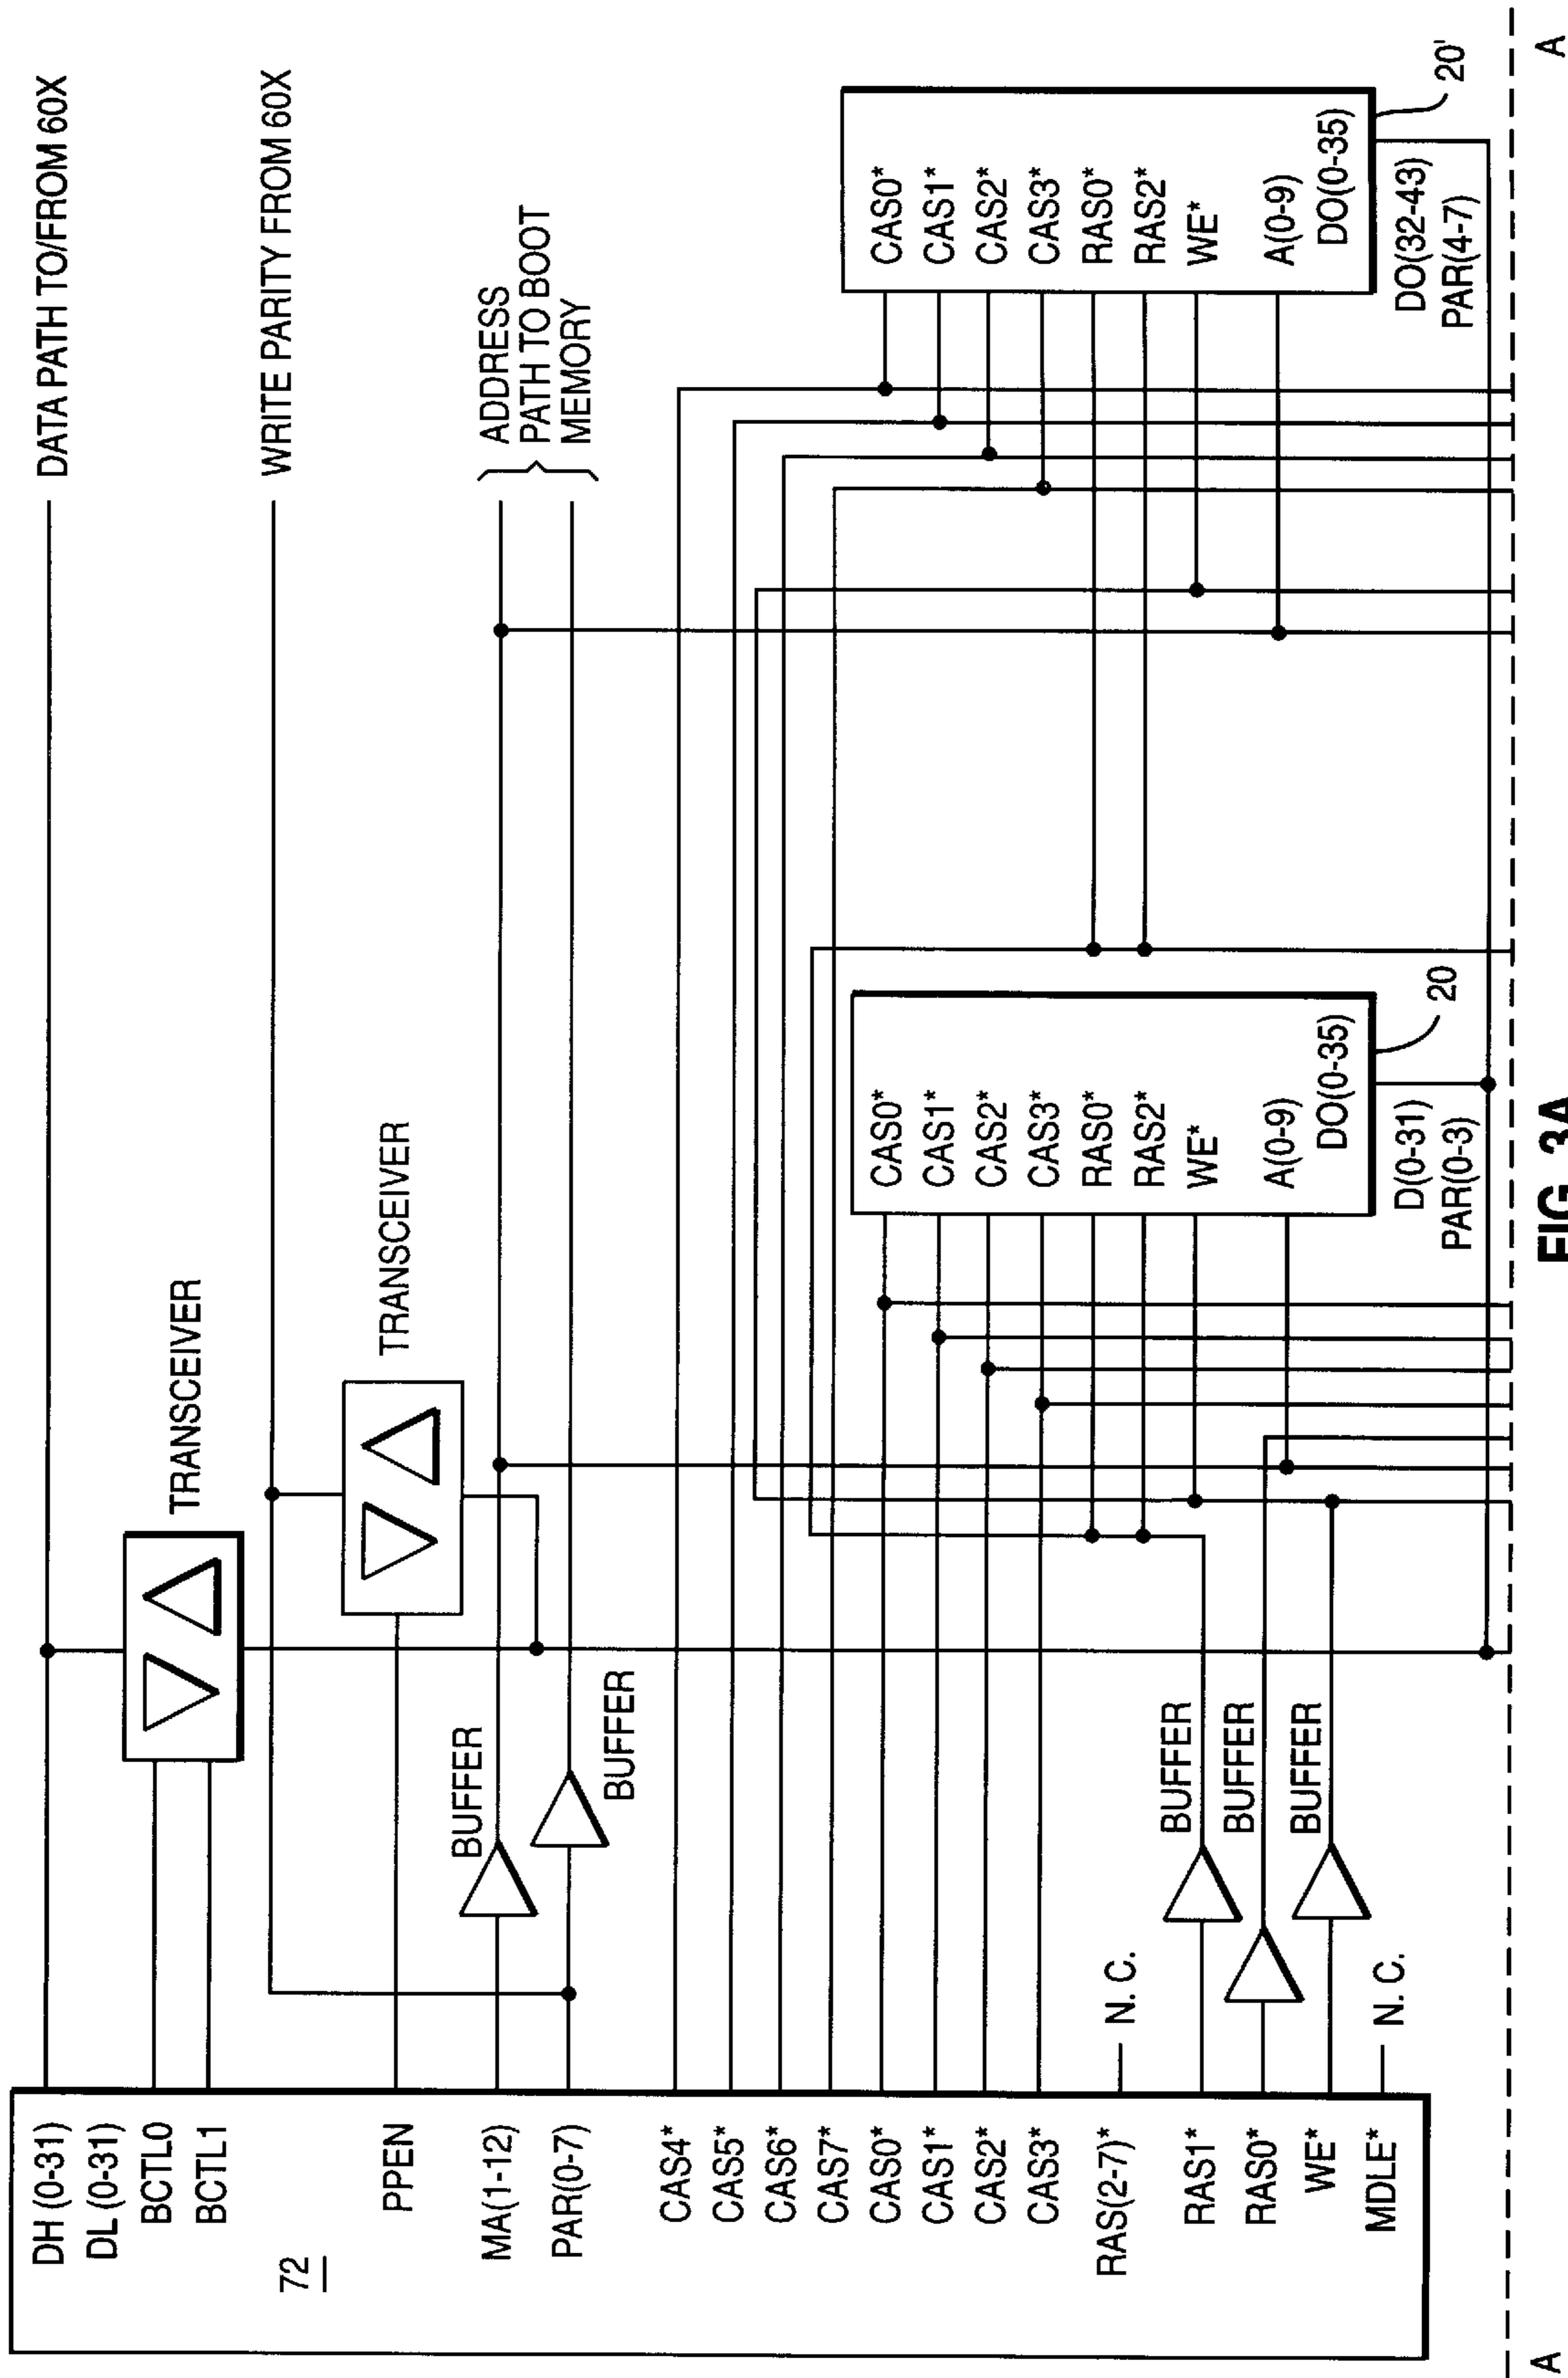 DH (0-31)
DL (0-31)
BCTL0
BCTL1
72
PPEN
MA(1-12)
PAR(0-7)
CAS4*
CAS5*
CAS6*
CAS7*
CAS0*
CAS1*
CAS2*
CAS3*
RAS(2-7)*
RAS1*
RAS0*
WE*
MDLE*
N. C.
N. C.
BUFFER
BUFFER
BUFFER
BUFFER
BUFFER
TRANSCEIVER
TRANSCEIVER
DATA PATH TO/FROM 60X
WRITE PARITY FROM 60X
ADDRESS
PATH TO BOOT
MEMORY
CAS0*
CAS1*
CAS2*
CAS3*
RAS0*
RAS2*
WE*
A(0-9)
DO(0-35)
D(0-31)
PAR(0-3)
20
CAS0*
CAS1*
CAS2*
CAS3*
RAS0*
RAS2*
WE*
A(0-9)
DO(0-35)
DO(32-43)
PAR(4-7)
20'
A
A
FIG. 3A